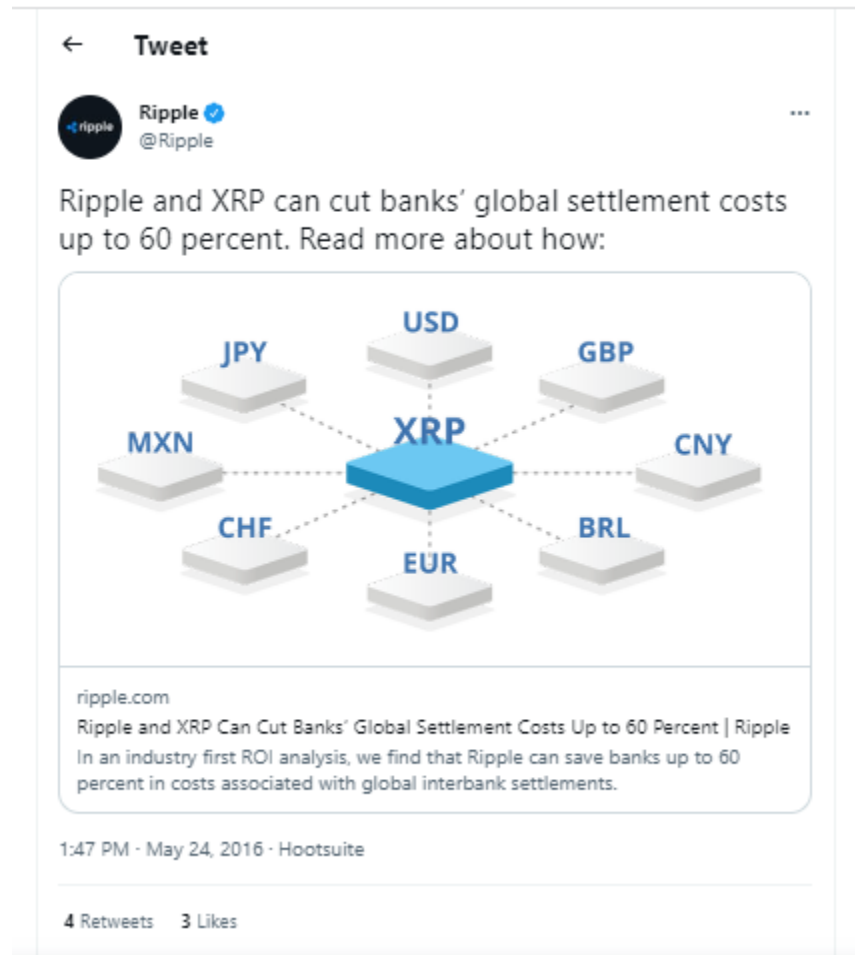 ← Tweet
ripple
Ripple
@Ripple
...
Ripple and XRP can cut banks’ global settlement costs
up to 60 percent. Read more about how:
USD
JPY
GBP
XRP
MXN
CNY
CHF
BRL
EUR
ripple.com
Ripple and XRP Can Cut Banks’ Global Settlement Costs Up to 60 Percent | Ripple
In an industry first ROI analysis, we find that Ripple can save banks up to 60
percent in costs associated with global interbank settlements.
1:47 PM · May 24, 2016 · Hootsuite
4 Retweets 3 Likes